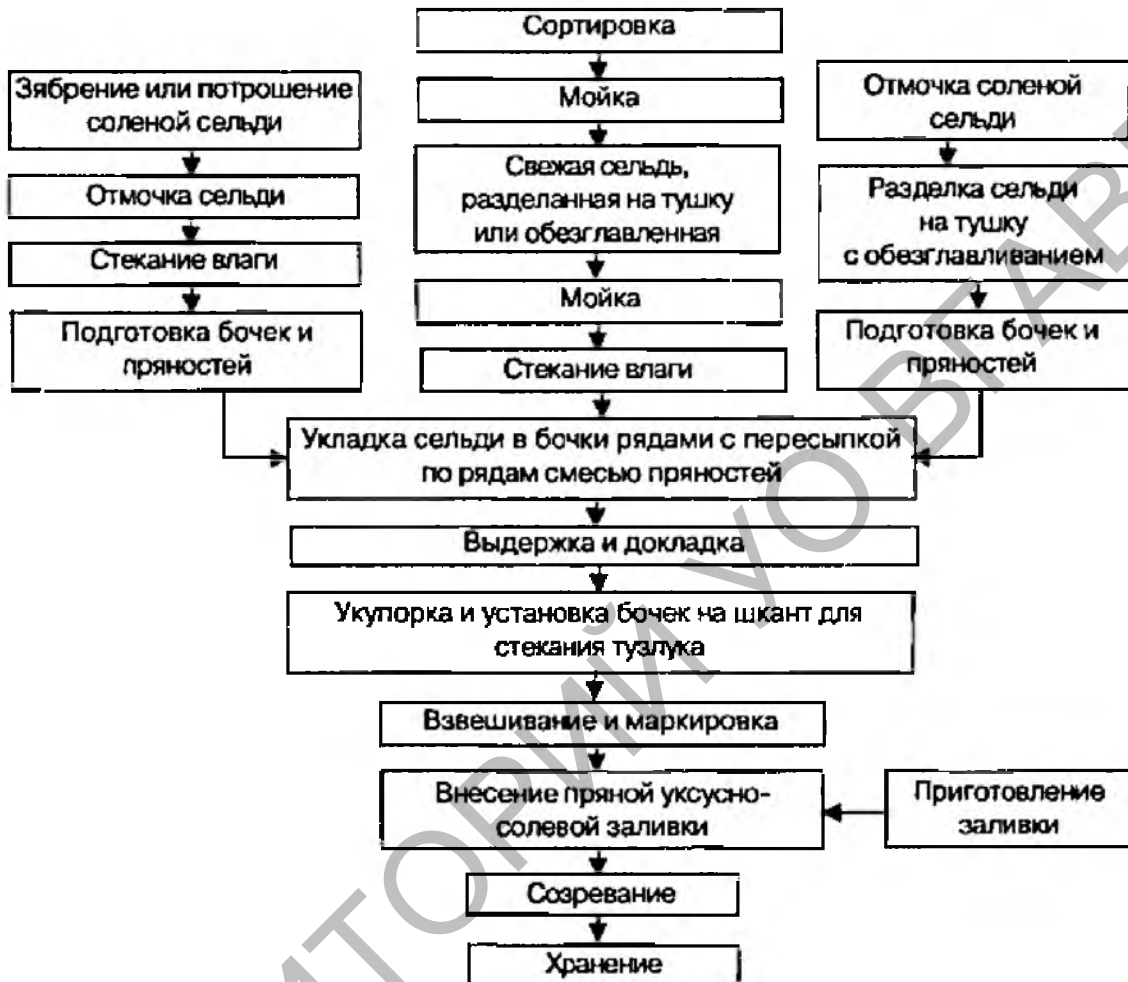 Сортировка
Зябрение или потрошение
соленой сельди
Отмочка сельди
Стекание влаги
Подготовка бочек и
пряностей
Мойка
Свежая сельдь,
разделанная на тушку
или обезглавленная
Мойка
Стекание влаги
Отмочка соленой
сельди
Разделка сельди
на тушку
с обезглавливанием
Подготовка бочек и
пряностей
Укладка сельди в бочки рядами с пересыпкой
по рядам смесью пряностей
Выдержка и докладка
Укупорка и установка бочек на шкант для
стекания тузлука
Взвешивание и маркировка
Внесение пряной уксусно-
солевой заливки
Приготовление
заливки
Созревание
Хранение
ИТОРИЙ УО ВГАВ